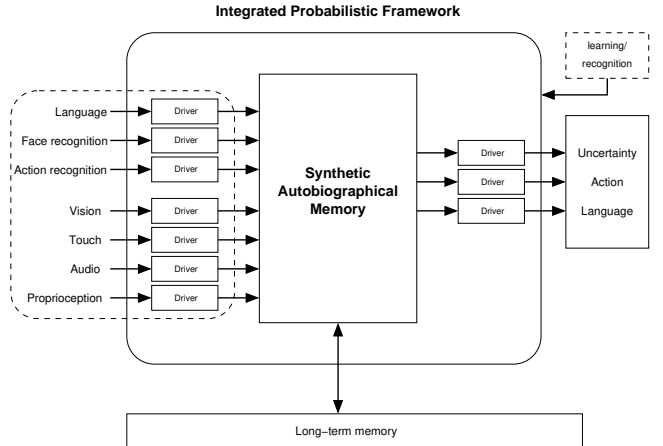 Integrated Probabilistic Framework
learning/
recognition
Language
Driver
Face recognition
Driver
Action recognition
Driver
Vision
Driver
Touch
Driver
Audio
Driver
Proprioception
Driver
Synthetic
Autobiographical
Memory
Driver
Uncertainty
Driver
Action
Driver
Language
Long−term memory